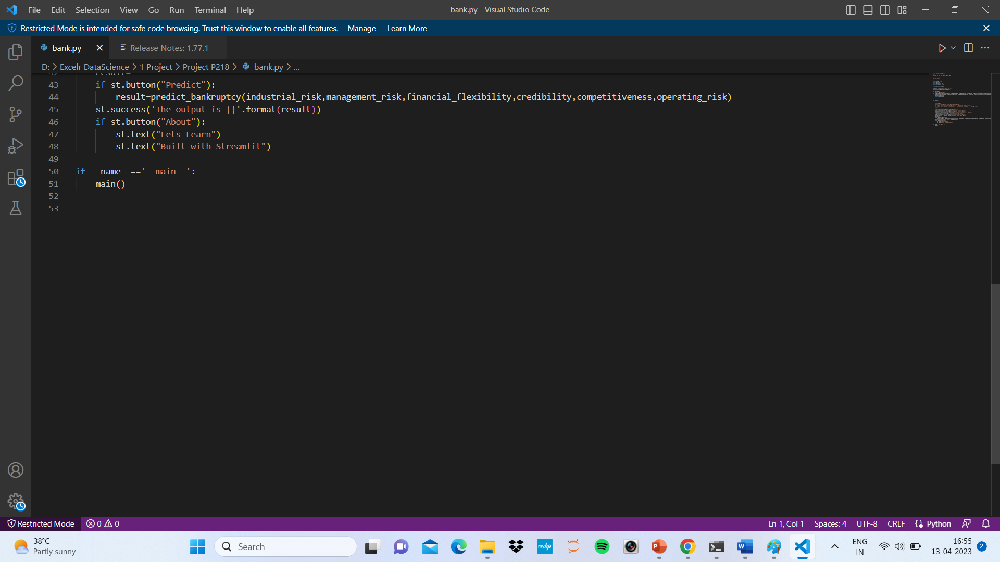 File Edit Selection View Go Run Terminal Help
bank.py - Visual Studio Code
Restricted Mode is intended for safe code browsing. Trust this window to enable all features. Manage Learn More
bank.py
Release Notes: 1.77.1
D: > Excelr DataScience > 1 Project > Project P218 > bank.py > ...
42 result=
43 if st.button("Predict"):
44 result=predict_bankruptcy(industrial_risk,management_risk,financial_flexibility,credibility,competitiveness,operating_risk)
45 st.success('The output is {}'.format(result))
46 if st.button("About"):
47 st.text("Lets Learn")
48 st.text("Built with Streamlit")
49
50 if __name__=='__main__':
51 main()
52
53
Restricted Mode 0 0 Ln 1, Col 1 Spaces: 4 UTF-8 CRLF Python
38°C
Partly sunny
Search
myhp
P
W
ENG
IN
16:55
13-04-2023
2